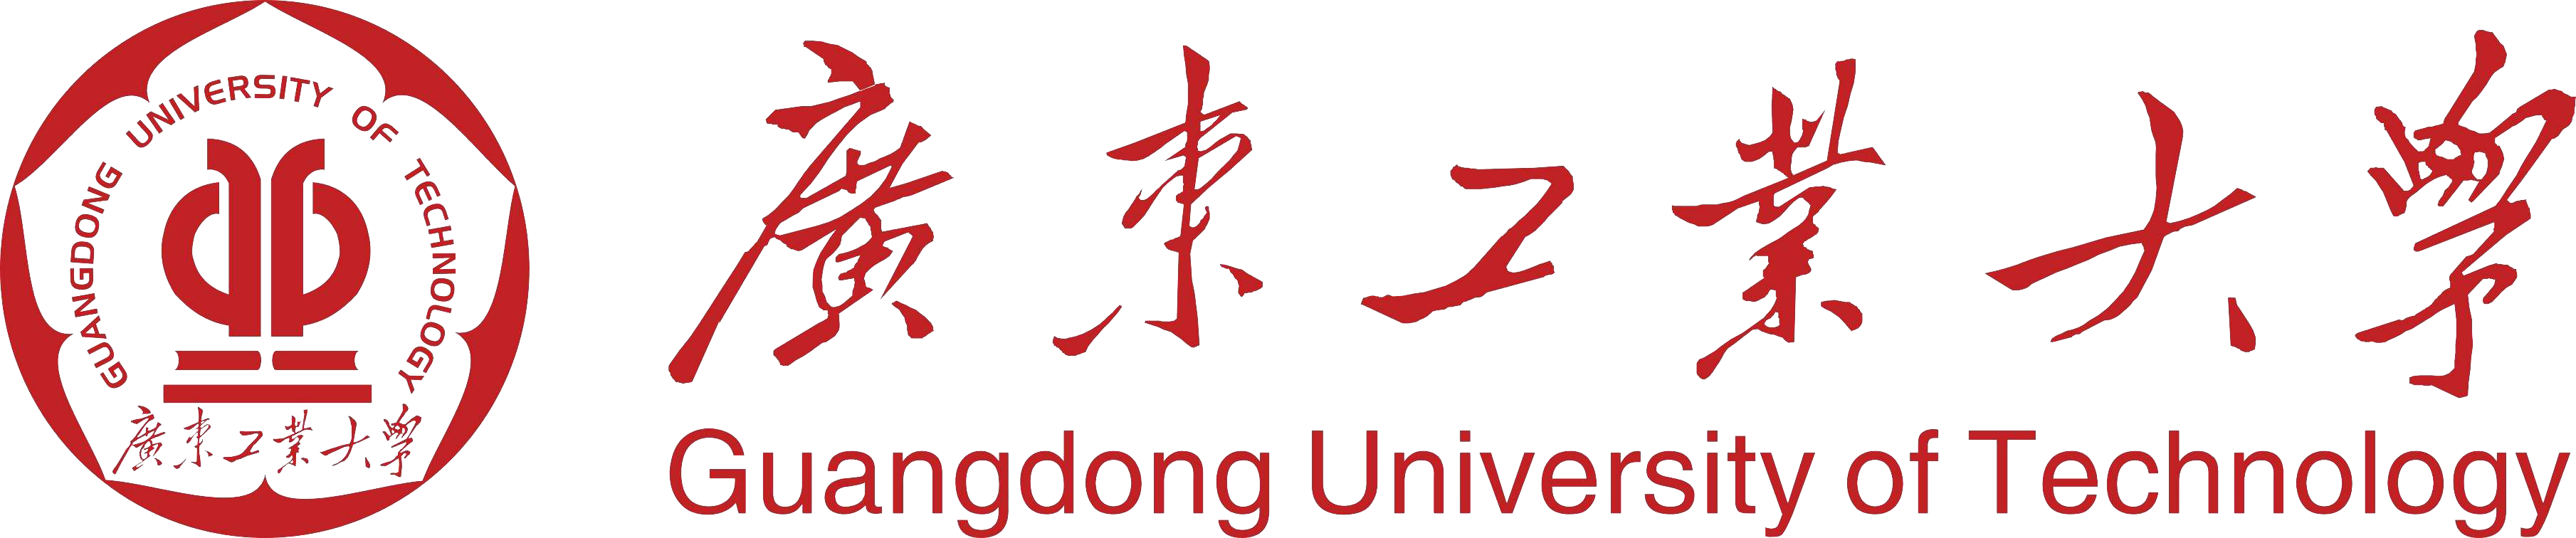 GUANGDONG UNIVERSITY OF TECHNOLOGY
廣東工業大學
廣東工業大學
Guangdong University of Technology